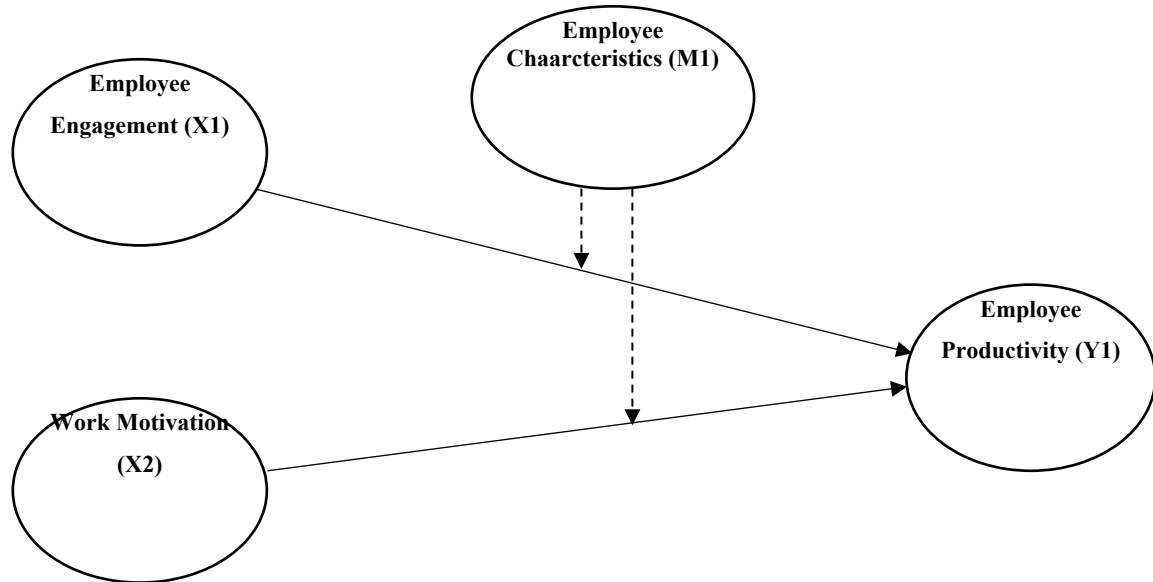 Employee
Chaarcteristics (M1)
Employee
Engagement (X1)
Employee
Productivity (Y1)
Work Motivation
(X2)